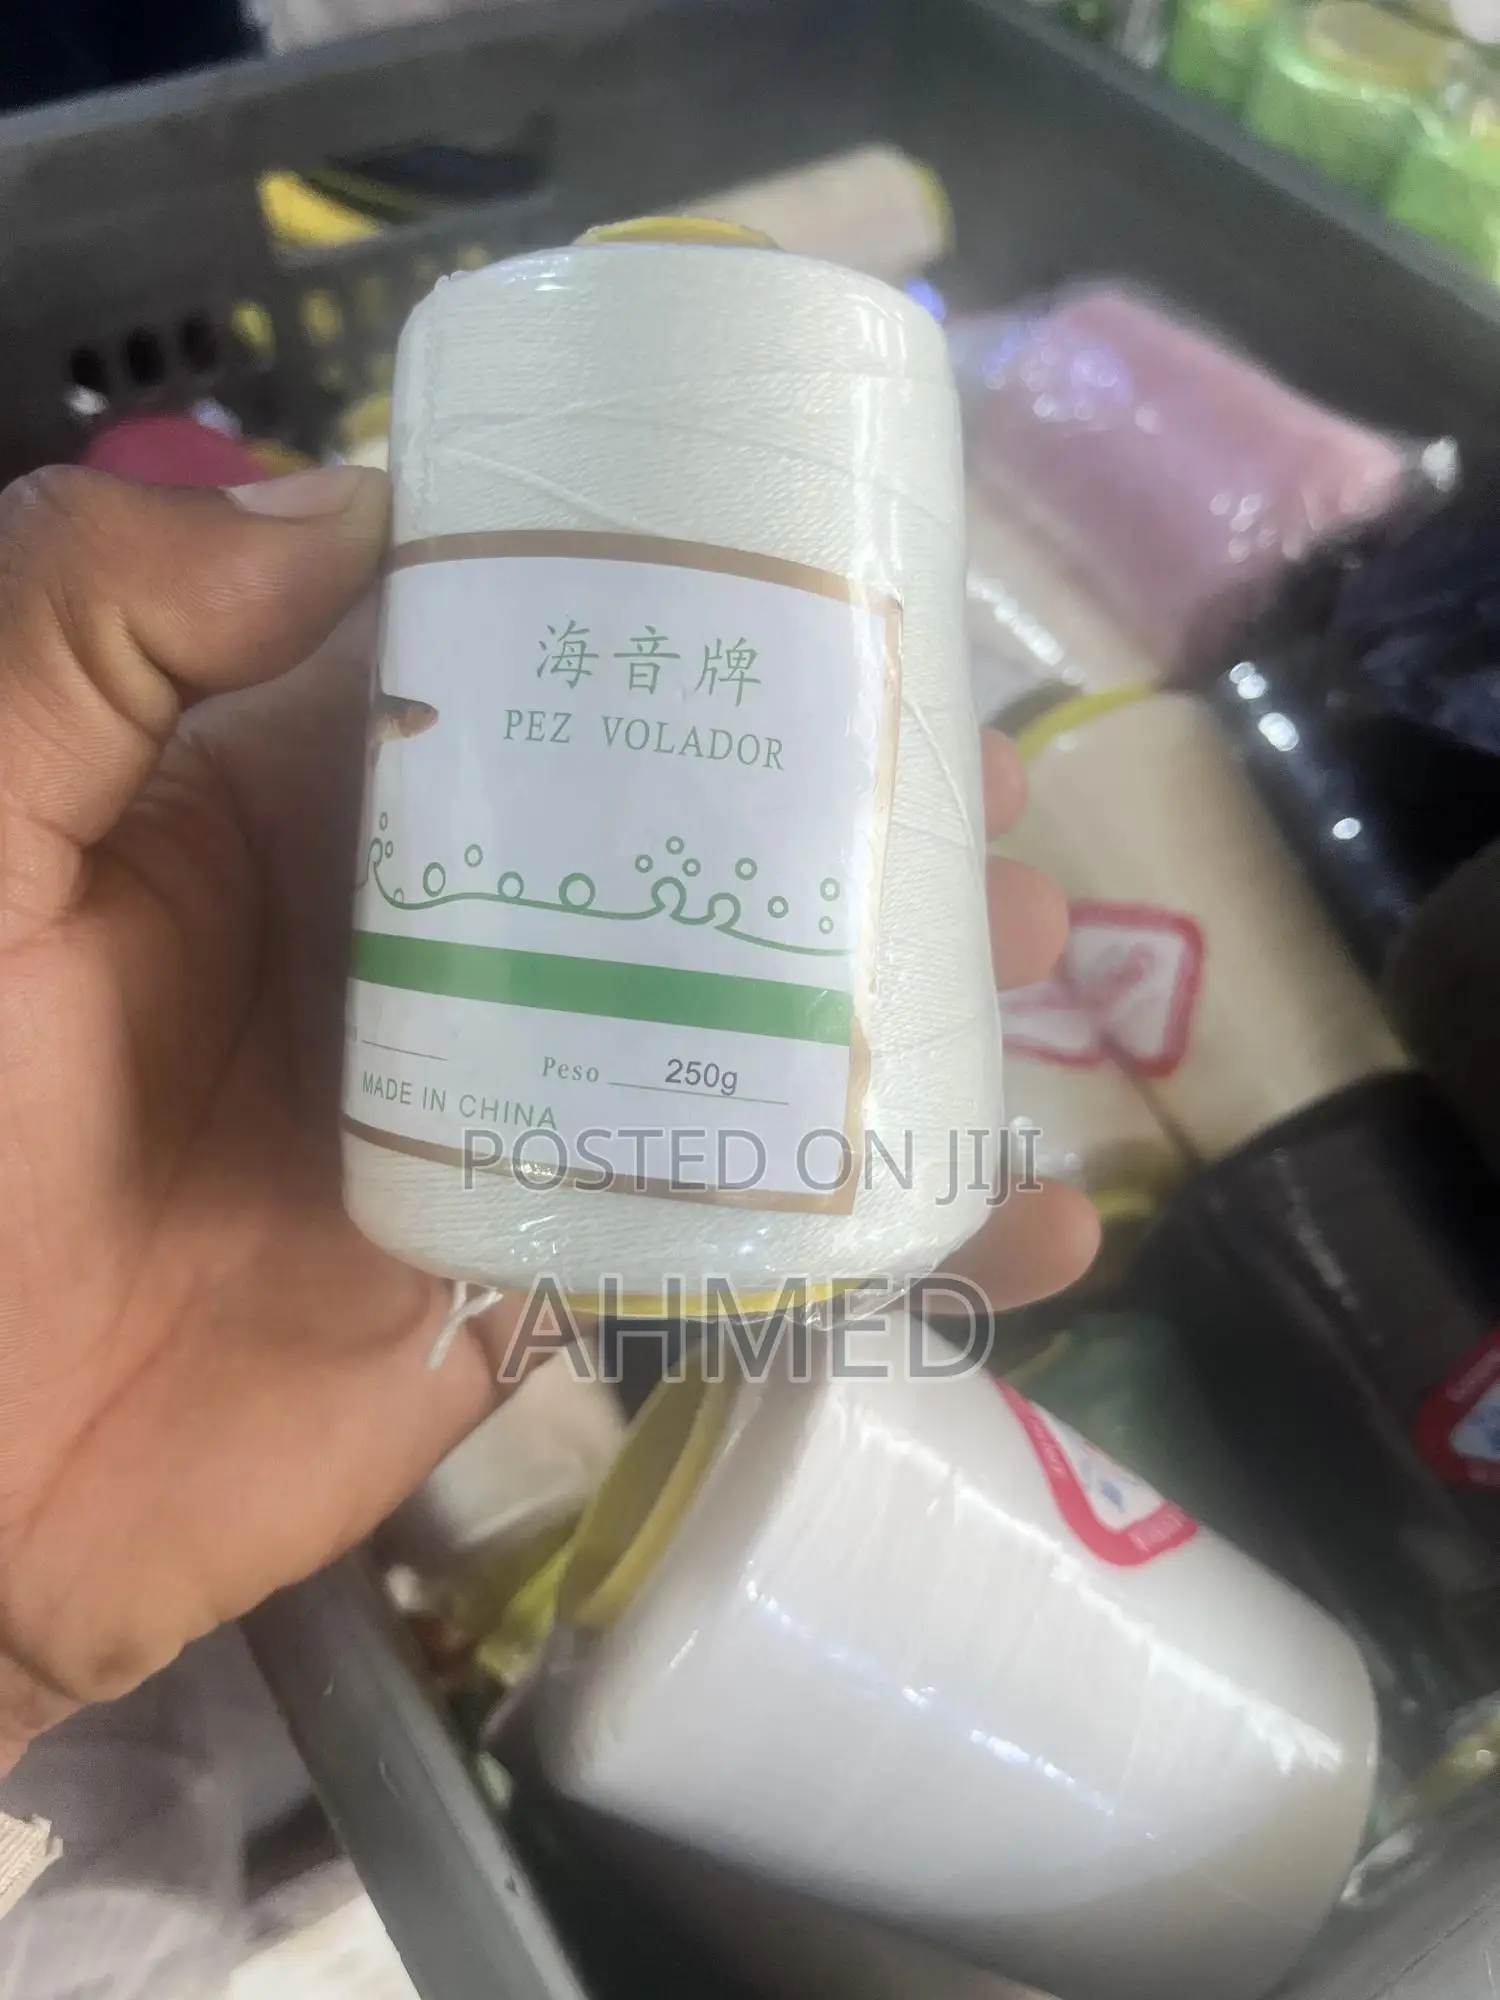 海音牌
PEZ VOLADOR
Peso 250g
MADE IN CHINA
POSTED ON JIJI
AHMED